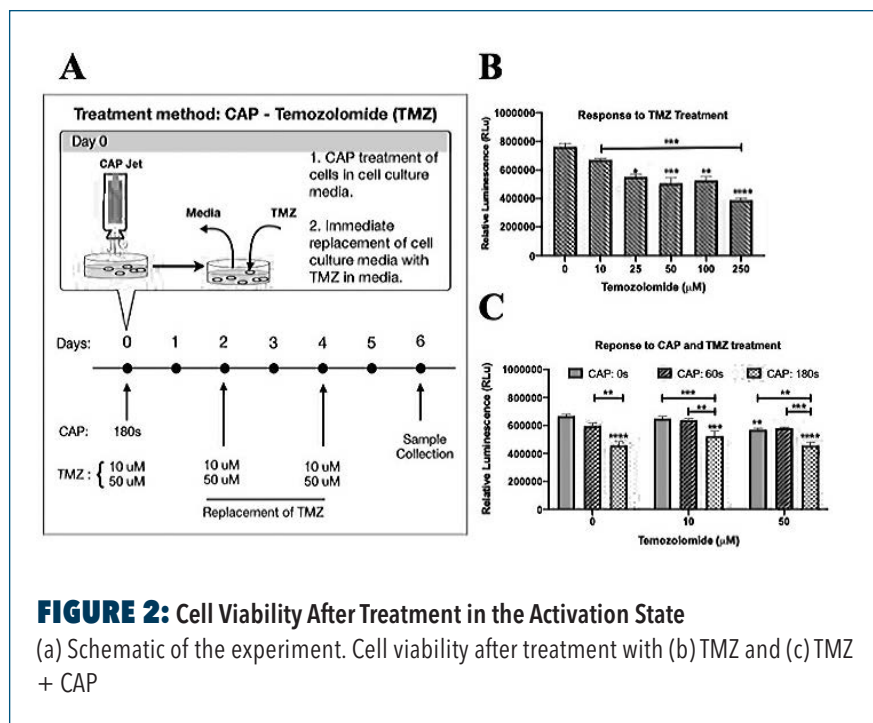 A
Treatment method: CAP - Temozolomide (TMZ)
Day 0
CAP Jet
Media
TMZ
1. CAP treatment of
cells in cell culture
media.
2. Immediate
replacement of cell
culture media with
TMZ in media.
Days: 0 1 2 3 4 5 6
CAP: 180s
Sample
Collection
TMZ : { 10 uM 10 uM 10 uM
50 uM 50 uM 50 uM
Replacement of TMZ
B
Response to TMZ Treatment
Relative Luminescence (RLu)
1000000
800000
600000
400000
200000
0
***
* *** ** ****
0 10 25 50 100 250
Temozolomide (μM)
C
Reponse to CAP and TMZ treatment
CAP: 0s CAP: 60s CAP: 180s
Relative Luminescence (RLu)
1000000
800000
600000
400000
200000
0
** *** **
** ***
**** *** ** ****
0 10 50
Temozolomide (μM)
FIGURE 2: Cell Viability After Treatment in the Activation State
(a) Schematic of the experiment. Cell viability after treatment with (b) TMZ and (c) TMZ
+ CAP